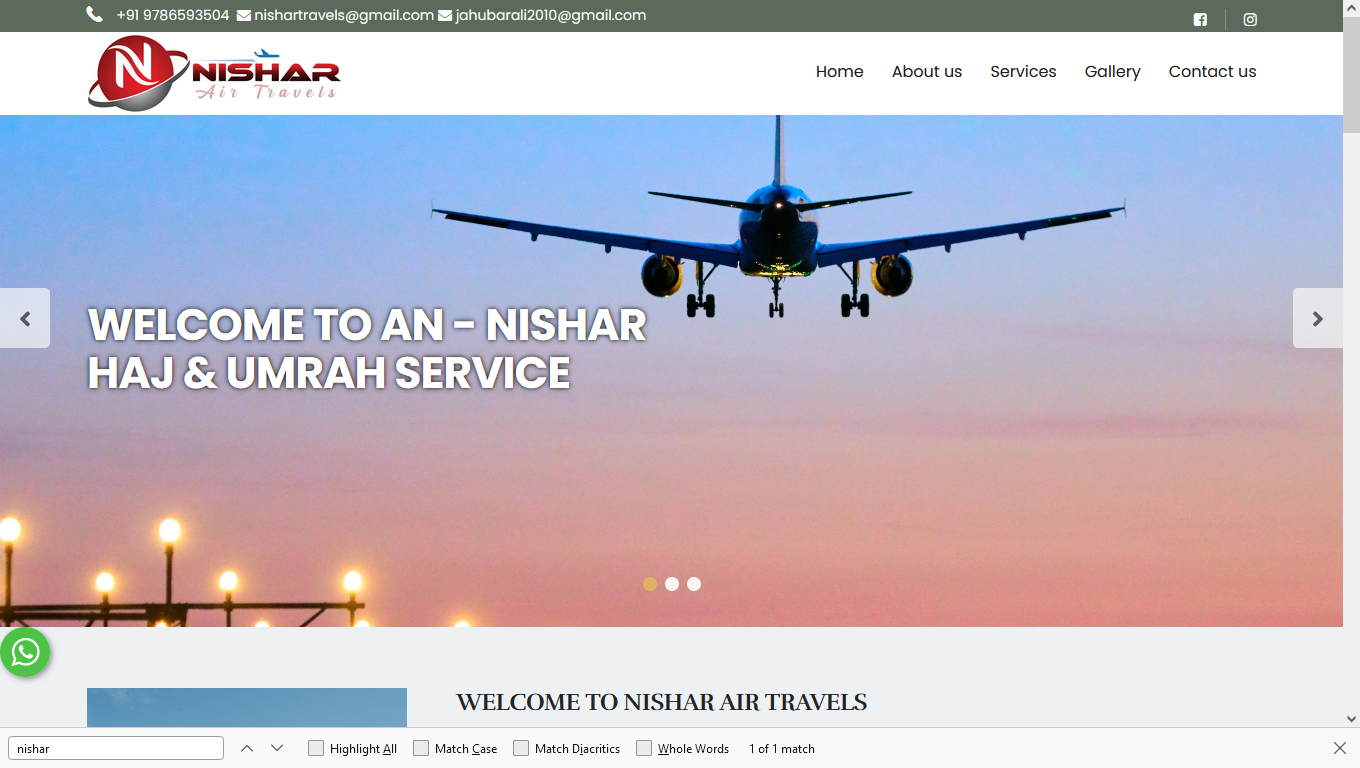 +91 9786593504 nishartravels@gmail.com jahubarali2010@gmail.com
NISHAR
Air Travels
Home About us Services Gallery Contact us
WELCOME TO AN - NISHAR
HAJ & UMRAH SERVICE
WELCOME TO NISHAR AIR TRAVELS
nishar Highlight All Match Case Match Diacritics Whole Words 1 of 1 match